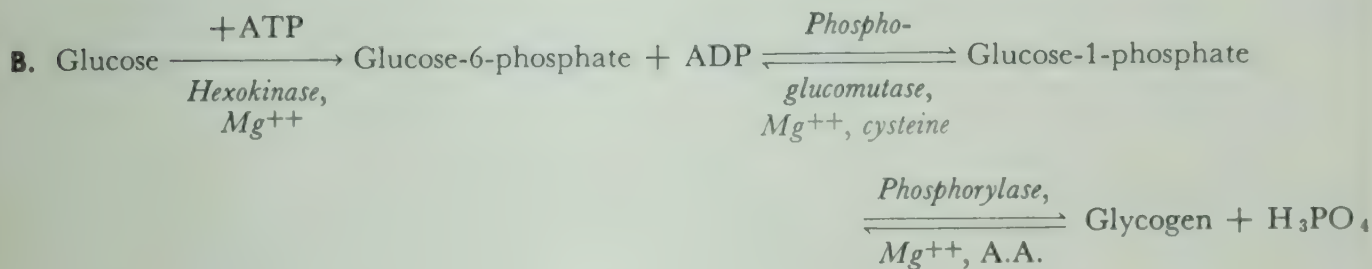 +ATP Phospho-
B. Glucose ⟶ Glucose-6-phosphate + ADP ⇌ Glucose-1-phosphate
Hexokinase, glucomutase,
Mg++ Mg++, cysteine
Phosphorylase,
⇌ Glycogen + H₃PO₄
Mg++, A.A.